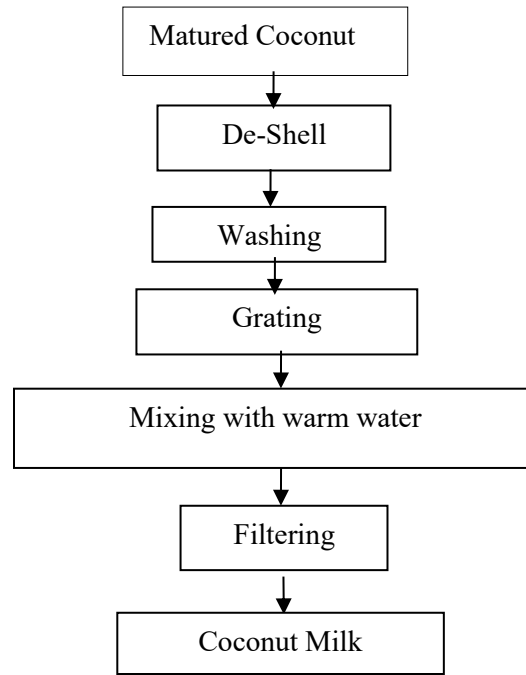 Matured Coconut
De-Shell
Washing
Grating
Mixing with warm water
Filtering
Coconut Milk